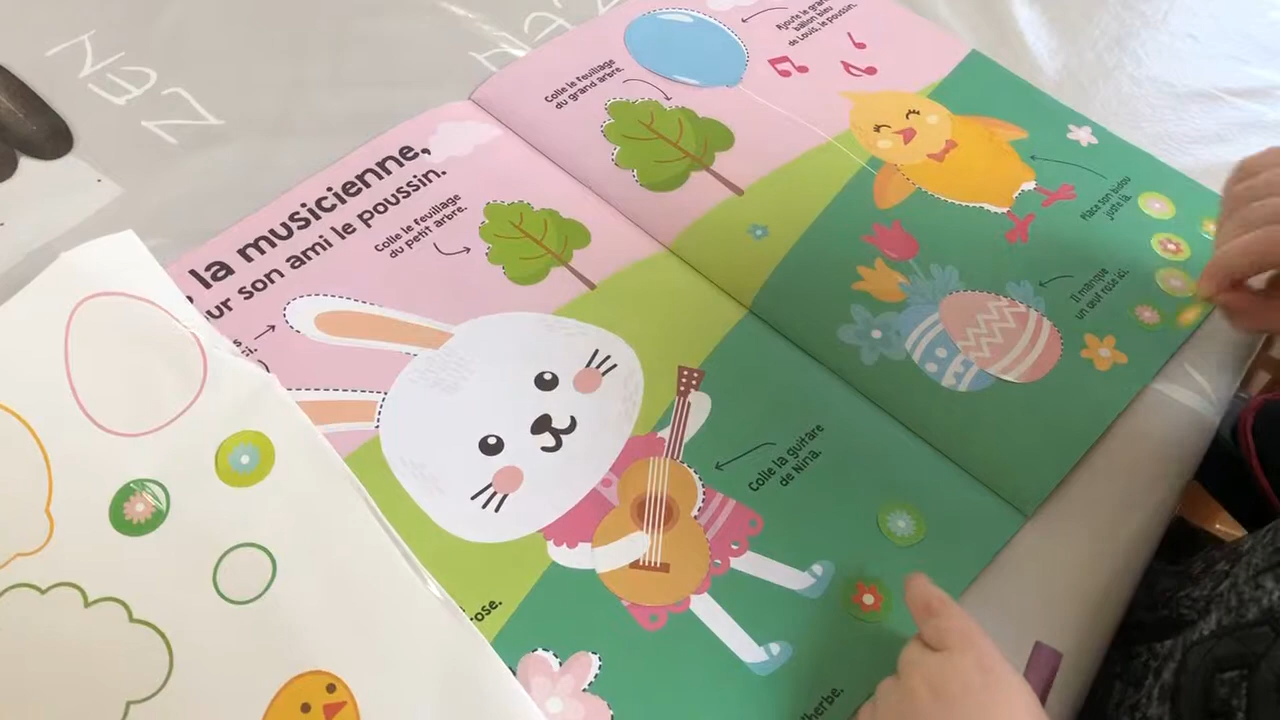 la musicienne,
ur son ami le poussin.
Colle le feuillage
du petit arbre.
Colle le feuillage
du grand arbre.
Ajoute le grand
ballon bleu
de Louis, le poussin.
Place son bidou
juste là.
Il manque
un œuf rose ici.
Colle la guitare
de Nina.
s
ci.
rose.
'herbe.